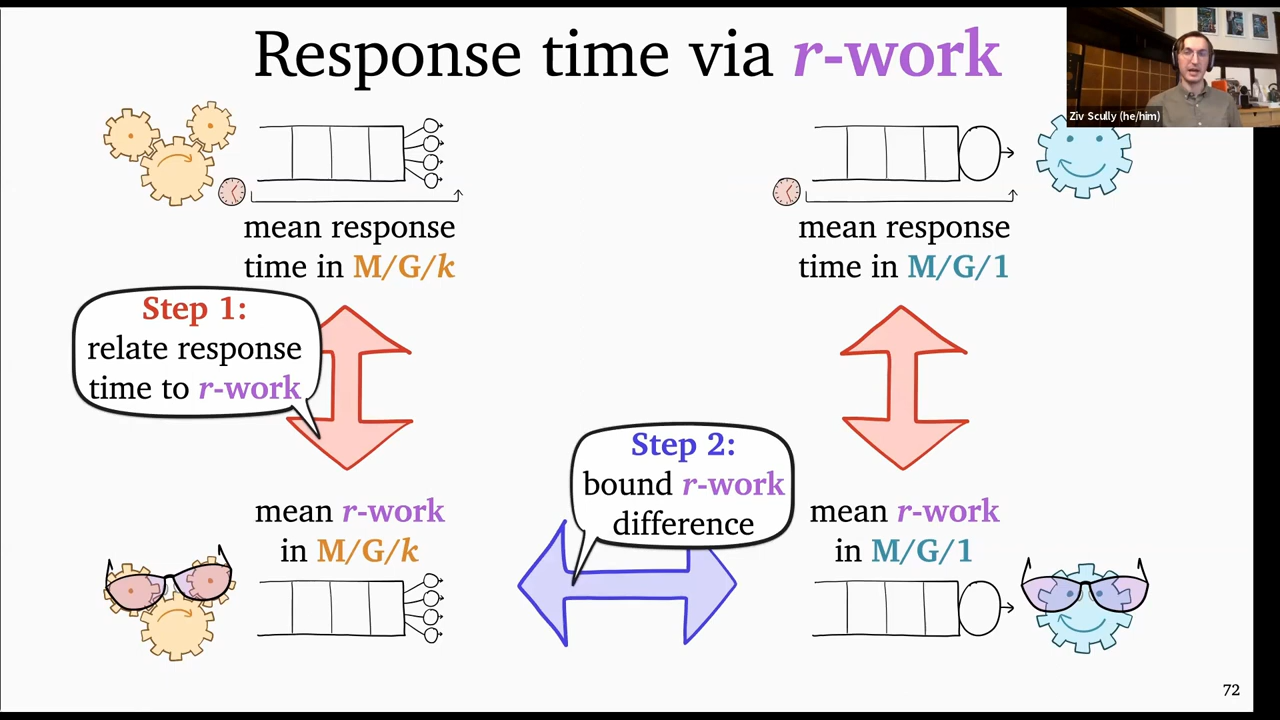 Response time via r-work
Ziv Scully (he/him)
mean response
time in M/G/k
mean response
time in M/G/1
Step 1:
relate response
time to r-work
Step 2:
bound r-work
difference
mean r-work
in M/G/k
mean r-work
in M/G/1
72